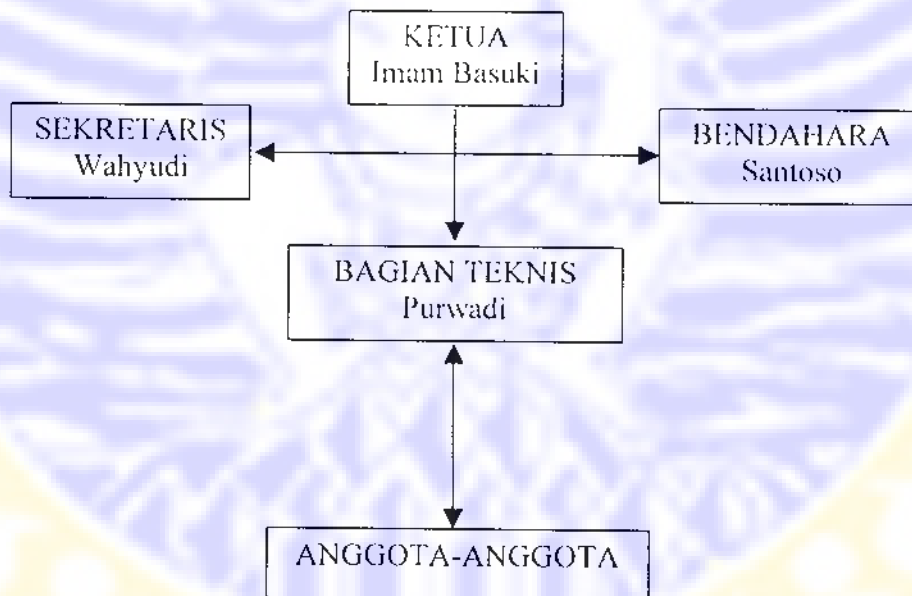 KETUA
Imam Basuki
SEKRETARIS
Wahyudi
BENDAHARA
Santoso
BAGIAN TEKNIS
Purwadi
ANGGOTA-ANGGOTA